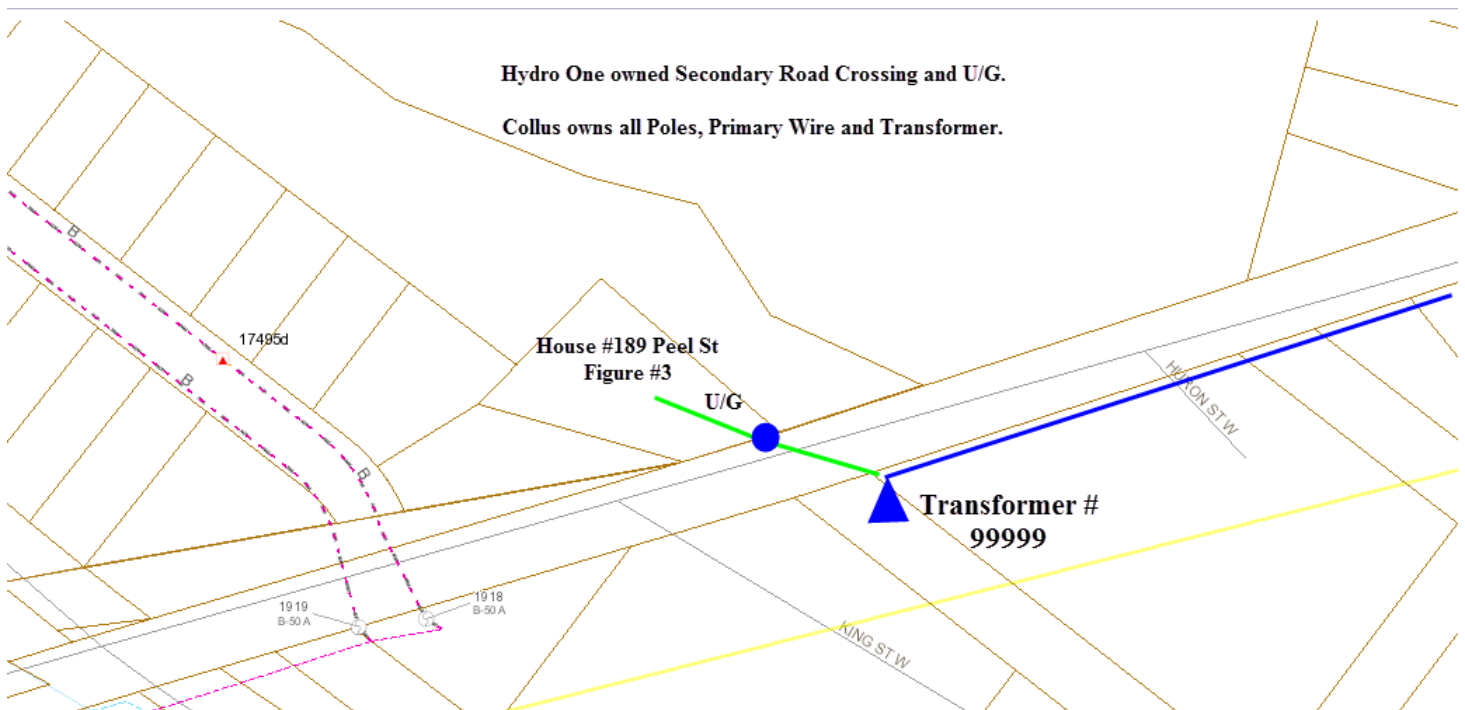 Hydro One owned Secondary Road Crossing and U/G.
Collus owns all Poles, Primary Wire and Transformer.
B
17495d
House #189 Peel St
Figure #3
U/G
HURON ST W
B
B
Transformer #
99999
1919
B-50 A
1918
B-50 A
KING ST W